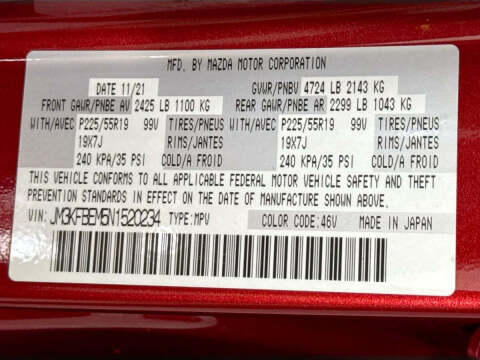 MFD. BY MAZDA MOTOR CORPORATION
DATE 11/21 GVWR/PNBV 4724 LB 2143 KG
FRONT GAWR/PNBE AV 2425 LB 1100 KG REAR GAWR/PNBE AR 2299 LB 1043 KG
WITH/AVEC P225/55R19 99V TIRES/PNEUS WITH/AVEC P225/55R19 99V TIRES/PNEUS
19X7J RIMS/JANTES 19X7J RIMS/JANTES
240 KPA/35 PSI COLD/A FROID 240 KPA/35 PSI COLD/A FROID
THIS VEHICLE CONFORMS TO ALL APPLICABLE FEDERAL MOTOR VEHICLE SAFETY AND THEFT
PREVENTION STANDARDS IN EFFECT ON THE DATE OF MANUFACTURE SHOWN ABOVE.
VIN: JM3KFBEM5N1520234 TYPE: MPV COLOR CODE: 46V MADE IN JAPAN